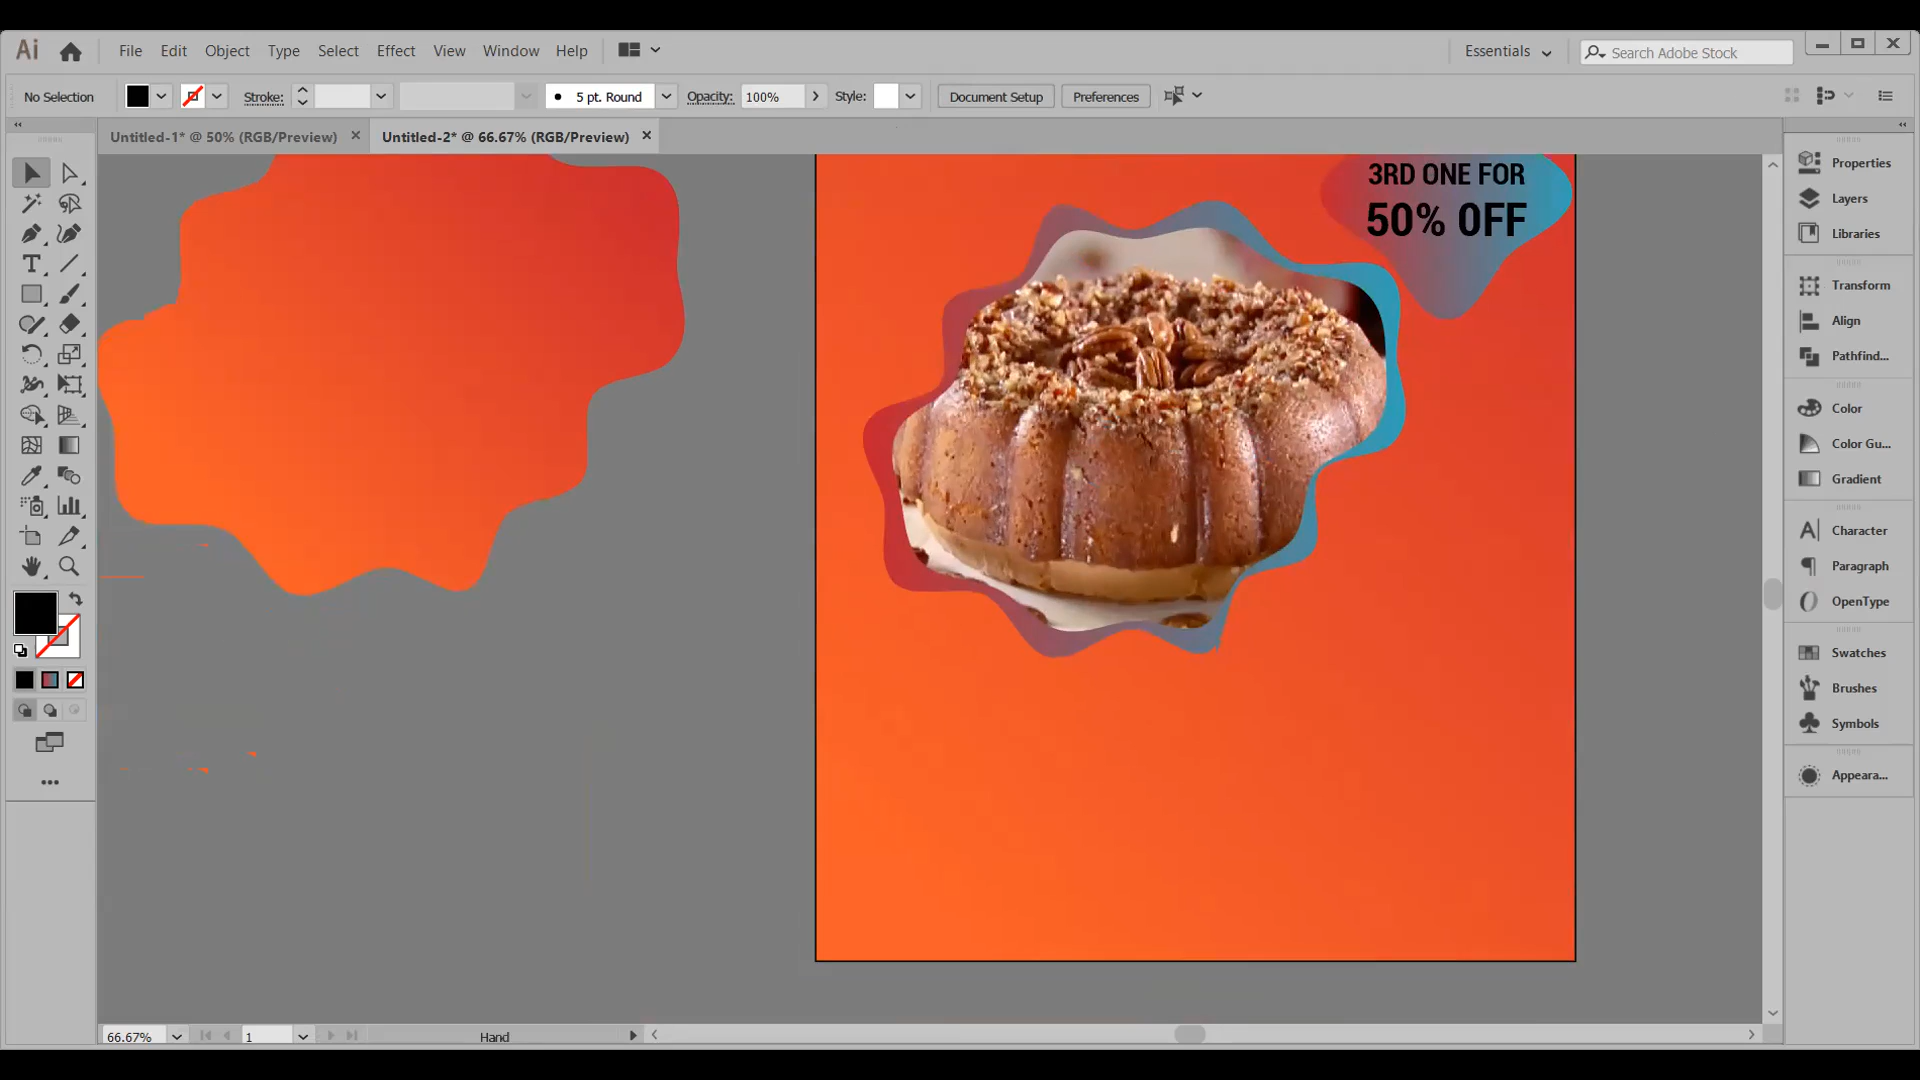 Ai
File Edit Object Type Select Effect View Window Help
Essentials
Search Adobe Stock
No Selection
Stroke:
5 pt. Round
Opacity: 100%
Style:
Document Setup
Preferences
Untitled-1* @ 50% (RGB/Preview)
Untitled-2* @ 66.67% (RGB/Preview)
3RD ONE FOR
50% OFF
Properties
Layers
Libraries
Transform
Align
Pathfind...
Color
Color Gu...
Gradient
Character
Paragraph
OpenType
Swatches
Brushes
Symbols
Appeara...
66.67%
1
Hand